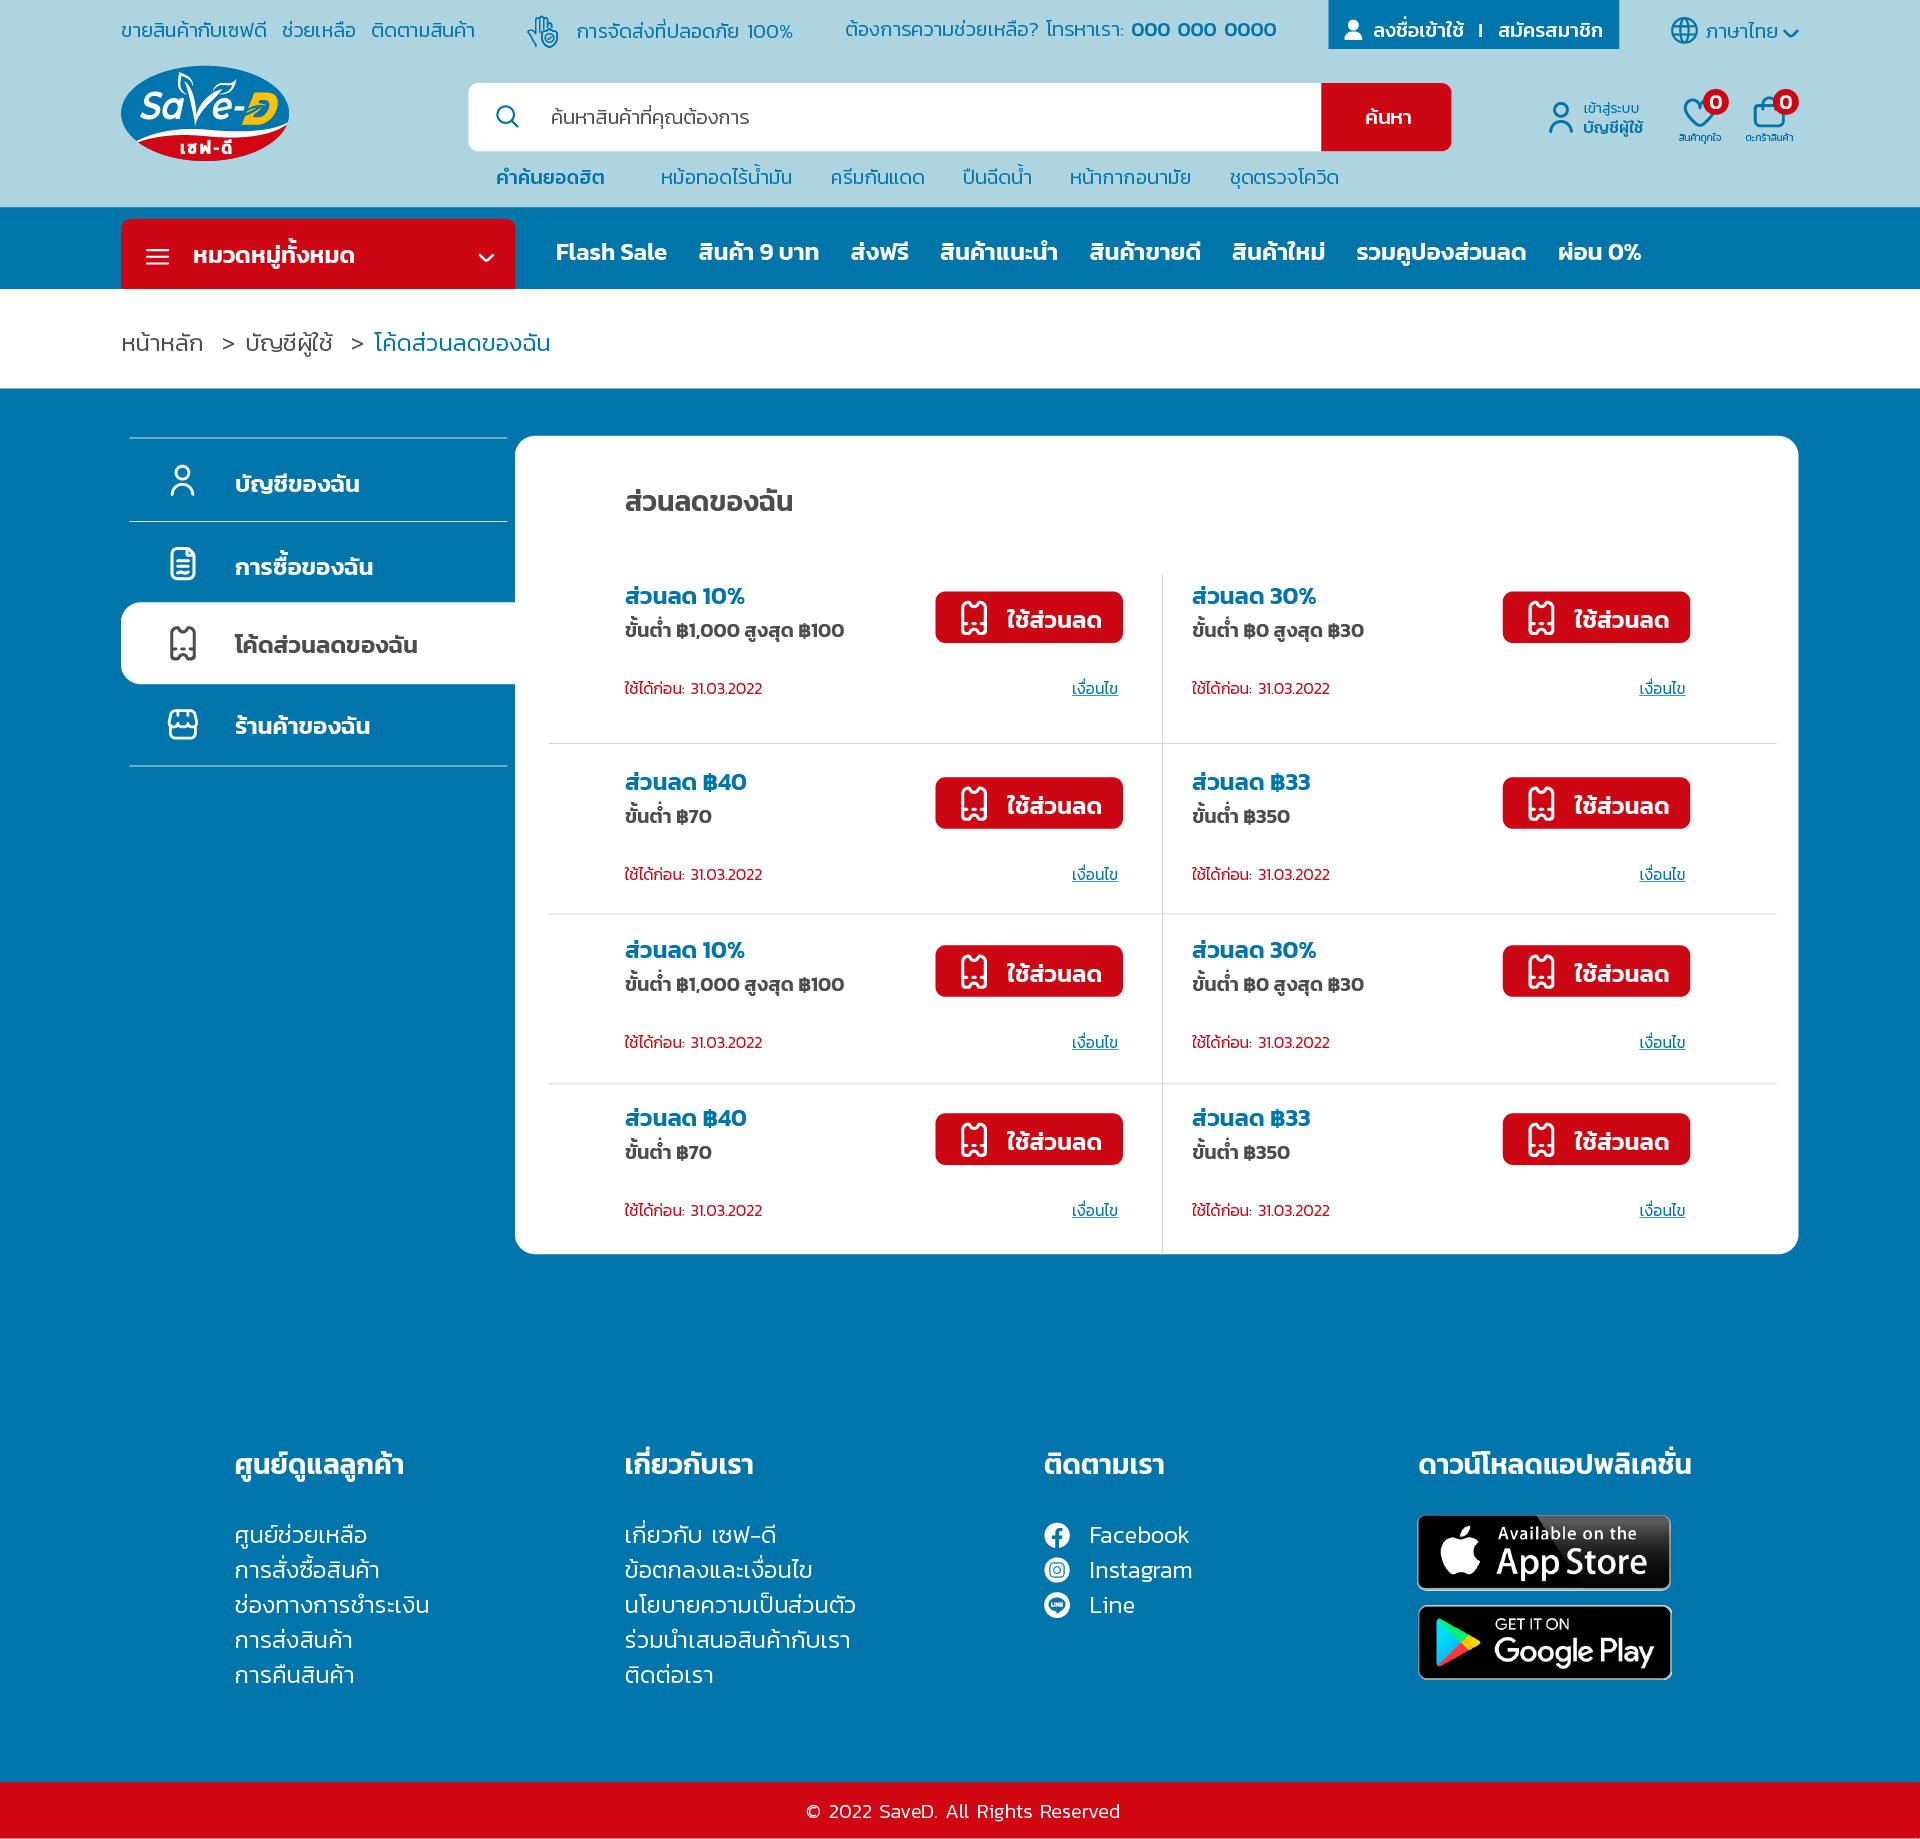 ขายสินค้ากับเซฟดี ช่วยเหลือ ติดตามสินค้า การจัดส่งที่ปลอดภัย 100% ต้องการความช่วยเหลือ? โทรหาเรา: 000 000 0000 ลงชื่อเข้าใช้ | สมัครสมาชิก ภาษาไทย
SaVe-D
เซฟ-ดี
ค้นหาสินค้าที่คุณต้องการ ค้นหา
เข้าสู่ระบบ
บัญชีผู้ใช้
0 0
สินค้าถูกใจ ตะกร้าสินค้า
คำค้นยอดฮิต หม้อทอดไร้น้ำมัน ครีมกันแดด ปืนฉีดน้ำ หน้ากากอนามัย ชุดตรวจโควิด
หมวดหมู่ทั้งหมด Flash Sale สินค้า 9 บาท ส่งฟรี สินค้าแนะนำ สินค้าขายดี สินค้าใหม่ รวมคูปองส่วนลด ผ่อน 0%
หน้าหลัก > บัญชีผู้ใช้ > โค้ดส่วนลดของฉัน
บัญชีของฉัน
การซื้อของฉัน
โค้ดส่วนลดของฉัน
ร้านค้าของฉัน
ส่วนลดของฉัน
ส่วนลด 10%
ขั้นต่ำ ฿1,000 สูงสุด ฿100
ใช้ส่วนลด
ใช้ได้ก่อน: 31.03.2022 เงื่อนไข
ส่วนลด 30%
ขั้นต่ำ ฿0 สูงสุด ฿30
ใช้ส่วนลด
ใช้ได้ก่อน: 31.03.2022 เงื่อนไข
ส่วนลด ฿40
ขั้นต่ำ ฿70
ใช้ส่วนลด
ใช้ได้ก่อน: 31.03.2022 เงื่อนไข
ส่วนลด ฿33
ขั้นต่ำ ฿350
ใช้ส่วนลด
ใช้ได้ก่อน: 31.03.2022 เงื่อนไข
ส่วนลด 10%
ขั้นต่ำ ฿1,000 สูงสุด ฿100
ใช้ส่วนลด
ใช้ได้ก่อน: 31.03.2022 เงื่อนไข
ส่วนลด 30%
ขั้นต่ำ ฿0 สูงสุด ฿30
ใช้ส่วนลด
ใช้ได้ก่อน: 31.03.2022 เงื่อนไข
ส่วนลด ฿40
ขั้นต่ำ ฿70
ใช้ส่วนลด
ใช้ได้ก่อน: 31.03.2022 เงื่อนไข
ส่วนลด ฿33
ขั้นต่ำ ฿350
ใช้ส่วนลด
ใช้ได้ก่อน: 31.03.2022 เงื่อนไข
ศูนย์ดูแลลูกค้า
ศูนย์ช่วยเหลือ
การสั่งซื้อสินค้า
ช่องทางการชำระเงิน
การส่งสินค้า
การคืนสินค้า
เกี่ยวกับเรา
เกี่ยวกับ เซฟ-ดี
ข้อตกลงและเงื่อนไข
นโยบายความเป็นส่วนตัว
ร่วมนำเสนอสินค้ากับเรา
ติดต่อเรา
ติดตามเรา
Facebook
Instagram
LINE Line
ดาวน์โหลดแอปพลิเคชั่น
Available on the
App Store
GET IT ON
Google Play
© 2022 SaveD. All Rights Reserved